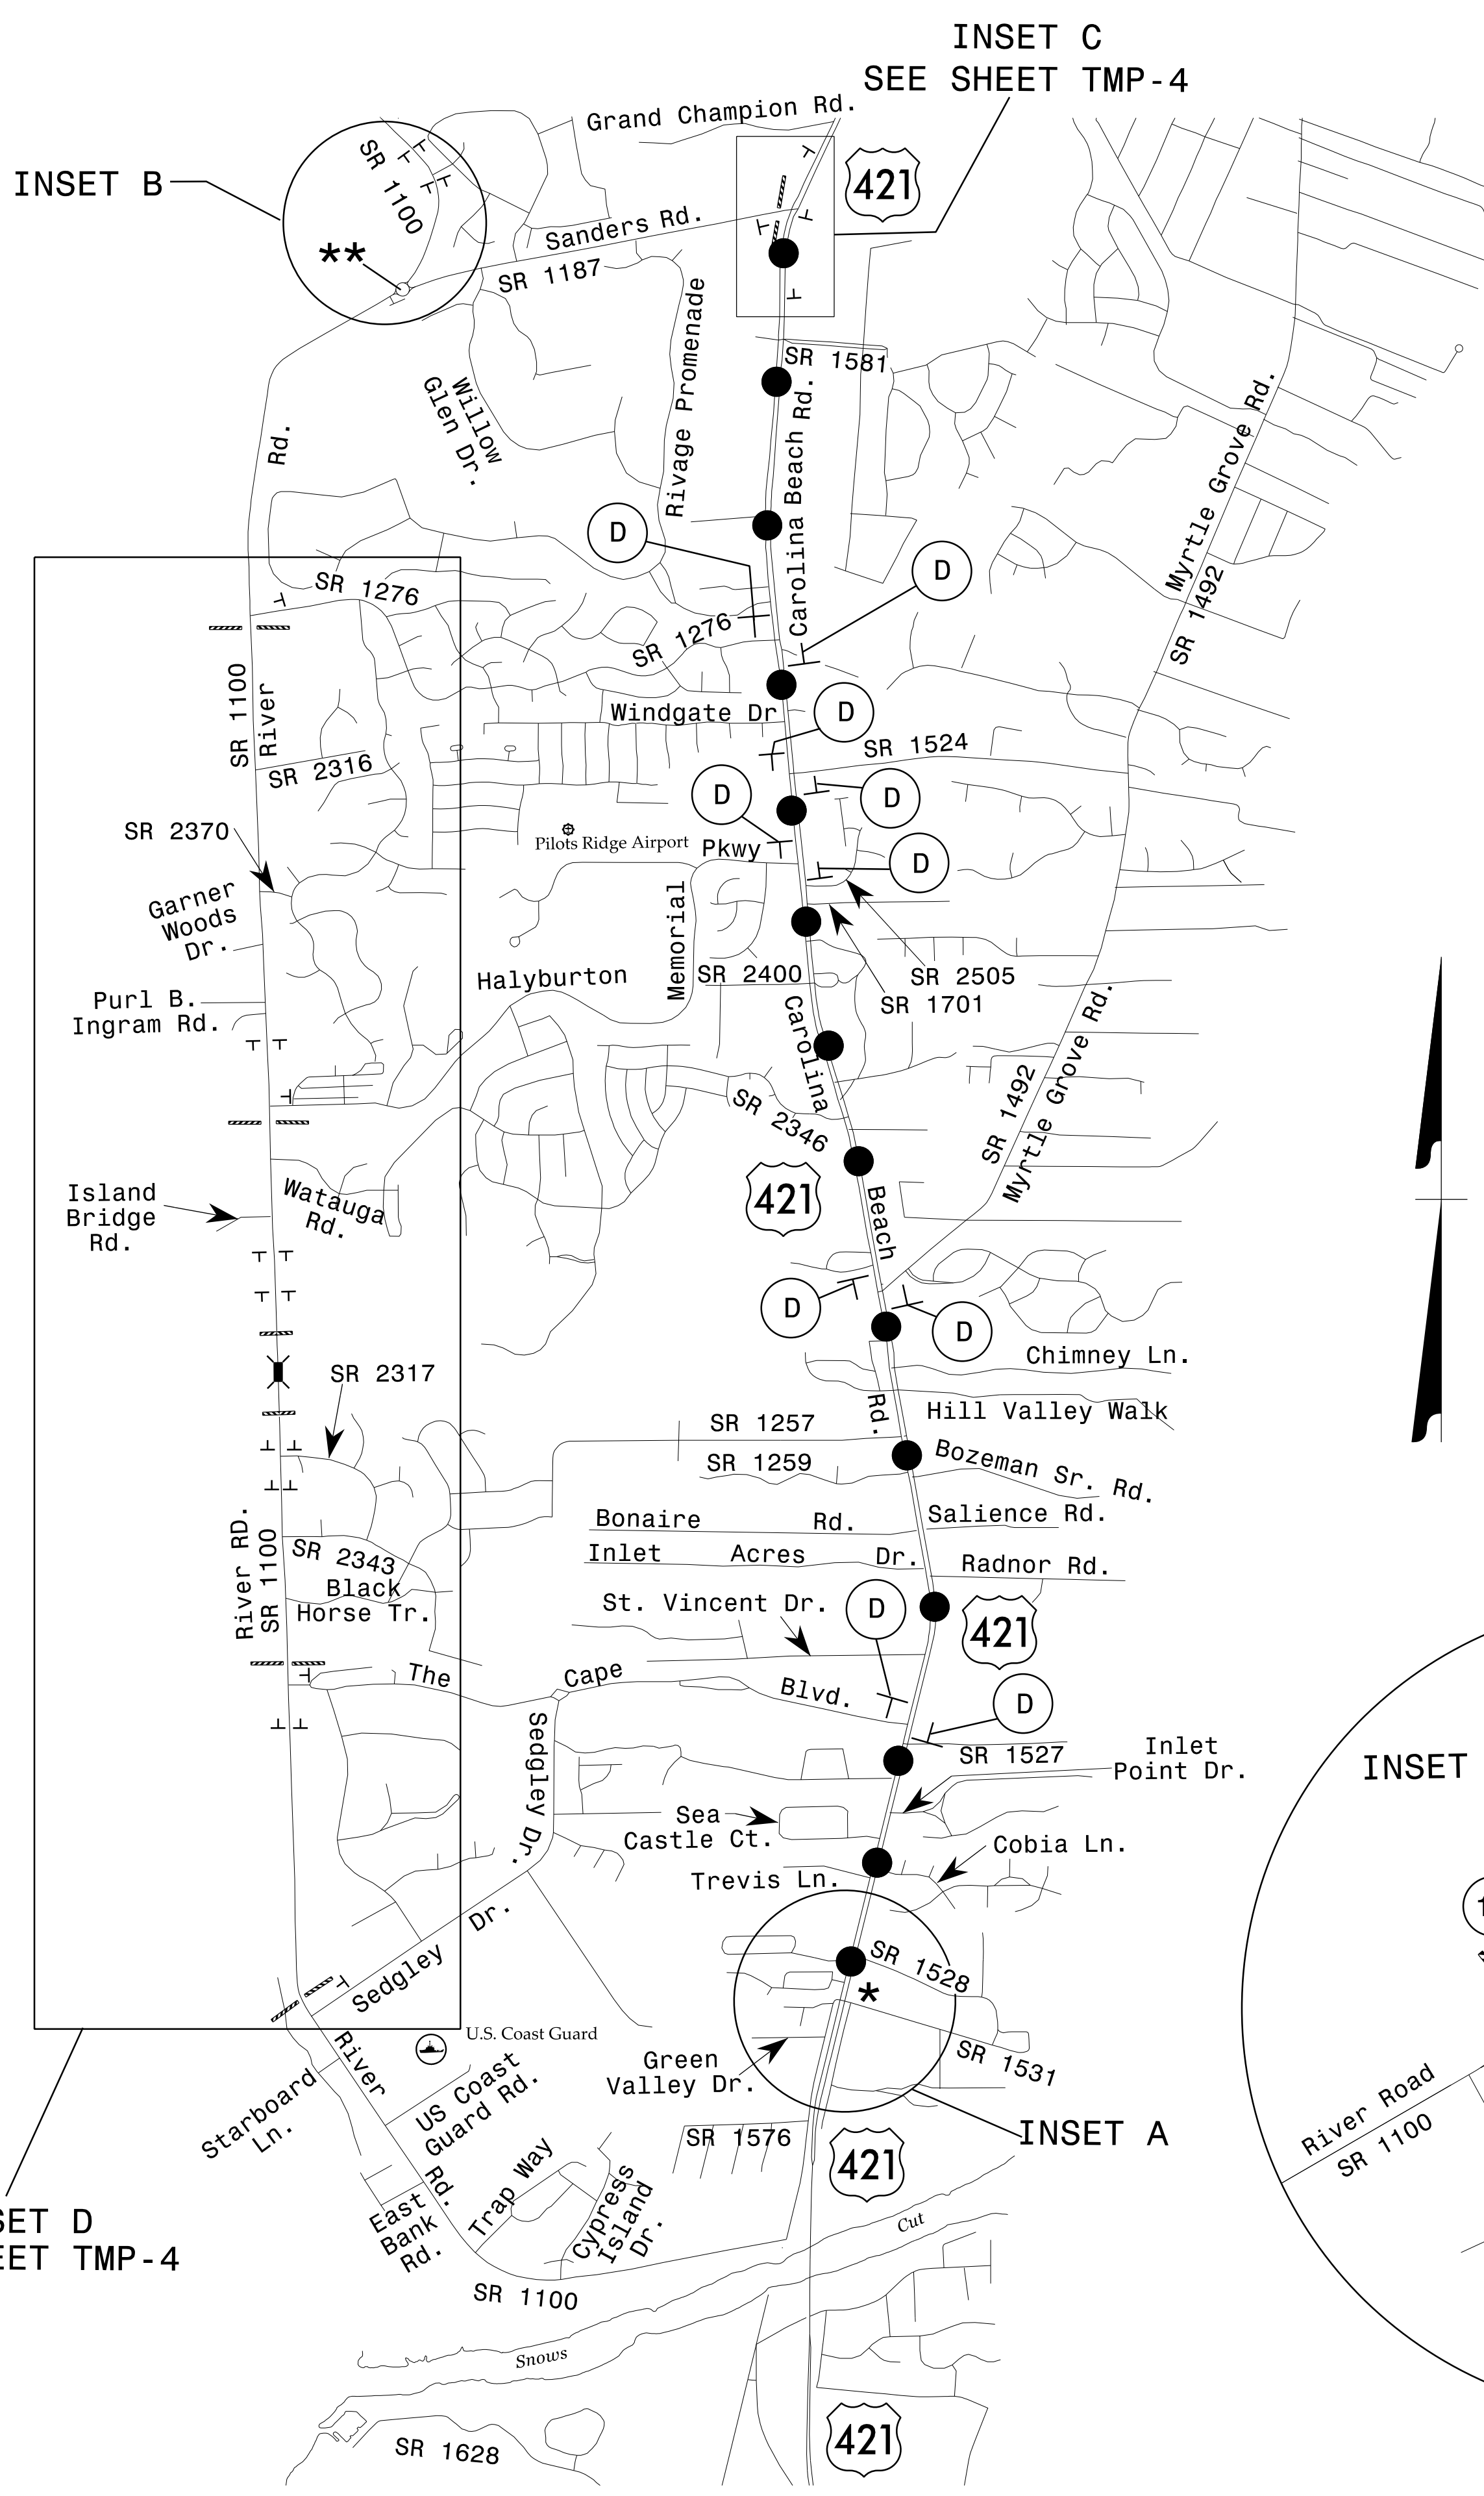 INSET C
SEE SHEET TMP-4
Grand Champion Rd.
421
INSET B
SR 1100
**
Sanders Rd.
SR 1187
SR 1581
Willow
Glen Dr.
Rivage Promenade
Carolina Beach Rd.
Rd.
Myrtle Grove Rd.
SR 1492
D
D
SR 1276
SR 1276
SR 1100
River
Windgate Dr
D
SR 1524
SR 2316
D
D
SR 2370
Pilots Ridge Airport
Pkwy
D
Garner
Woods
Dr.
Memorial
Halyburton
SR 2400
SR 2505
SR 1701
Purl B.
Ingram Rd.
Carolina
Myrtle Grove Rd.
SR 1492
SR 2346
421
Beach
Island
Bridge
Rd.
Watauga
Rd.
D
D
Chimney Ln.
SR 2317
Rd.
Hill Valley Walk
SR 1257
SR 1259
Bozeman Sr. Rd.
Bonaire Rd.
Salience Rd.
Inlet Acres Dr.
Radnor Rd.
River RD.
SR 1100
SR 2343
Black
Horse Tr.
St. Vincent Dr.
D
421
The Cape Blvd.
D
SR 1527
Sedgley Dr.
Inlet
Point Dr.
INSET
Sea
Castle Ct.
Cobia Ln.
Trevis Ln.
Sedgley Dr.
SR 1528
*
U.S. Coast Guard
River Rd.
Green
Valley Dr.
SR 1531
Starboard
Ln.
US Coast
Guard Rd.
INSET A
SR 1576
421
River Road
SR 1100
East
Bank
Rd.
Trap Way
Cypress
Island
Dr.
SET D
EET TMP-4
SR 1100
Cut
Snows
421
SR 1628